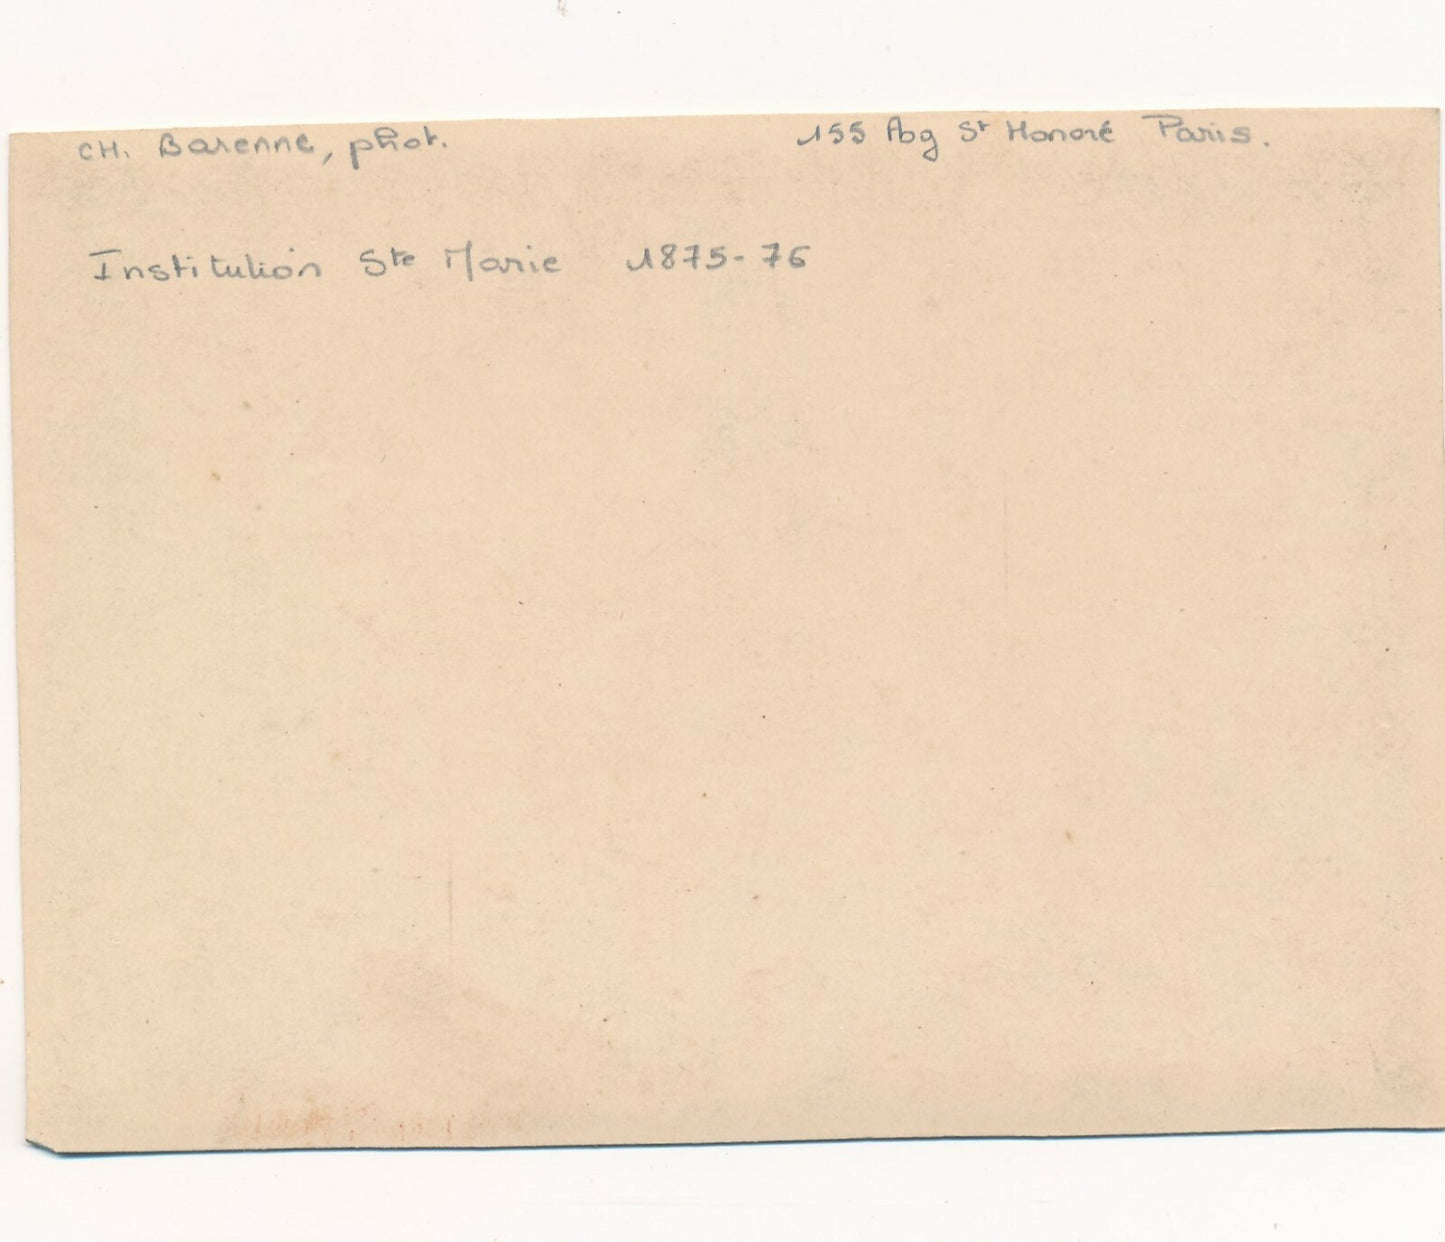 CH. Barenne, phot. 155 Fbg St Honoré Paris.
Institution Ste Marie 1875-76